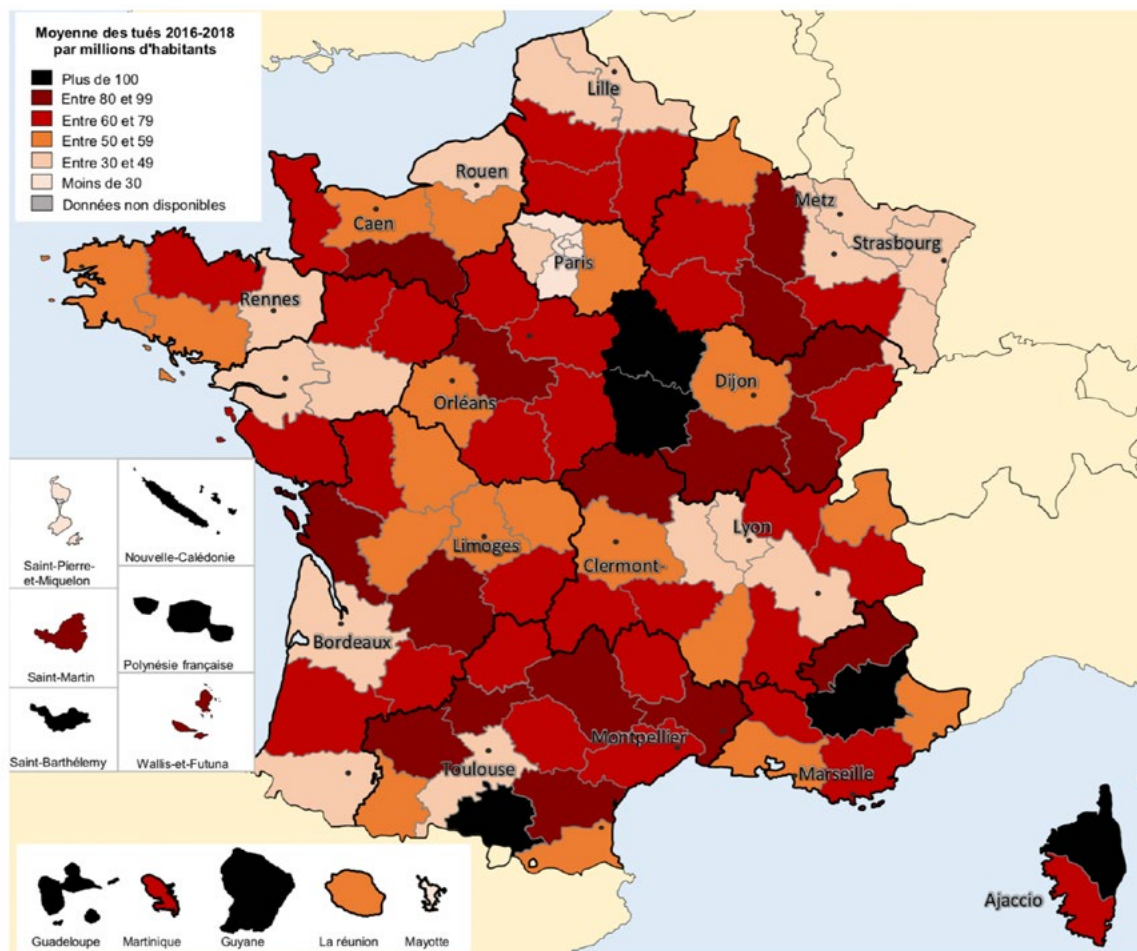 Moyenne des tués 2016-2018
par millions d'habitants
Plus de 100
Entre 80 et 99
Entre 60 et 79
Entre 50 et 59
Entre 30 et 49
Moins de 30
Données non disponibles
Lille
Rouen
Caen
Metz
Strasbourg
Paris
Rennes
Orléans
Dijon
Limoges
Clermont-
Lyon
Bordeaux
Montpellier
Toulouse
Marseille
Ajaccio
Saint-Pierre-
et-Miquelon
Nouvelle-Calédonie
Saint-Martin
Polynésie française
Saint-Barthélemy
Wallis-et-Futuna
Guadeloupe
Martinique
Guyane
La réunion
Mayotte